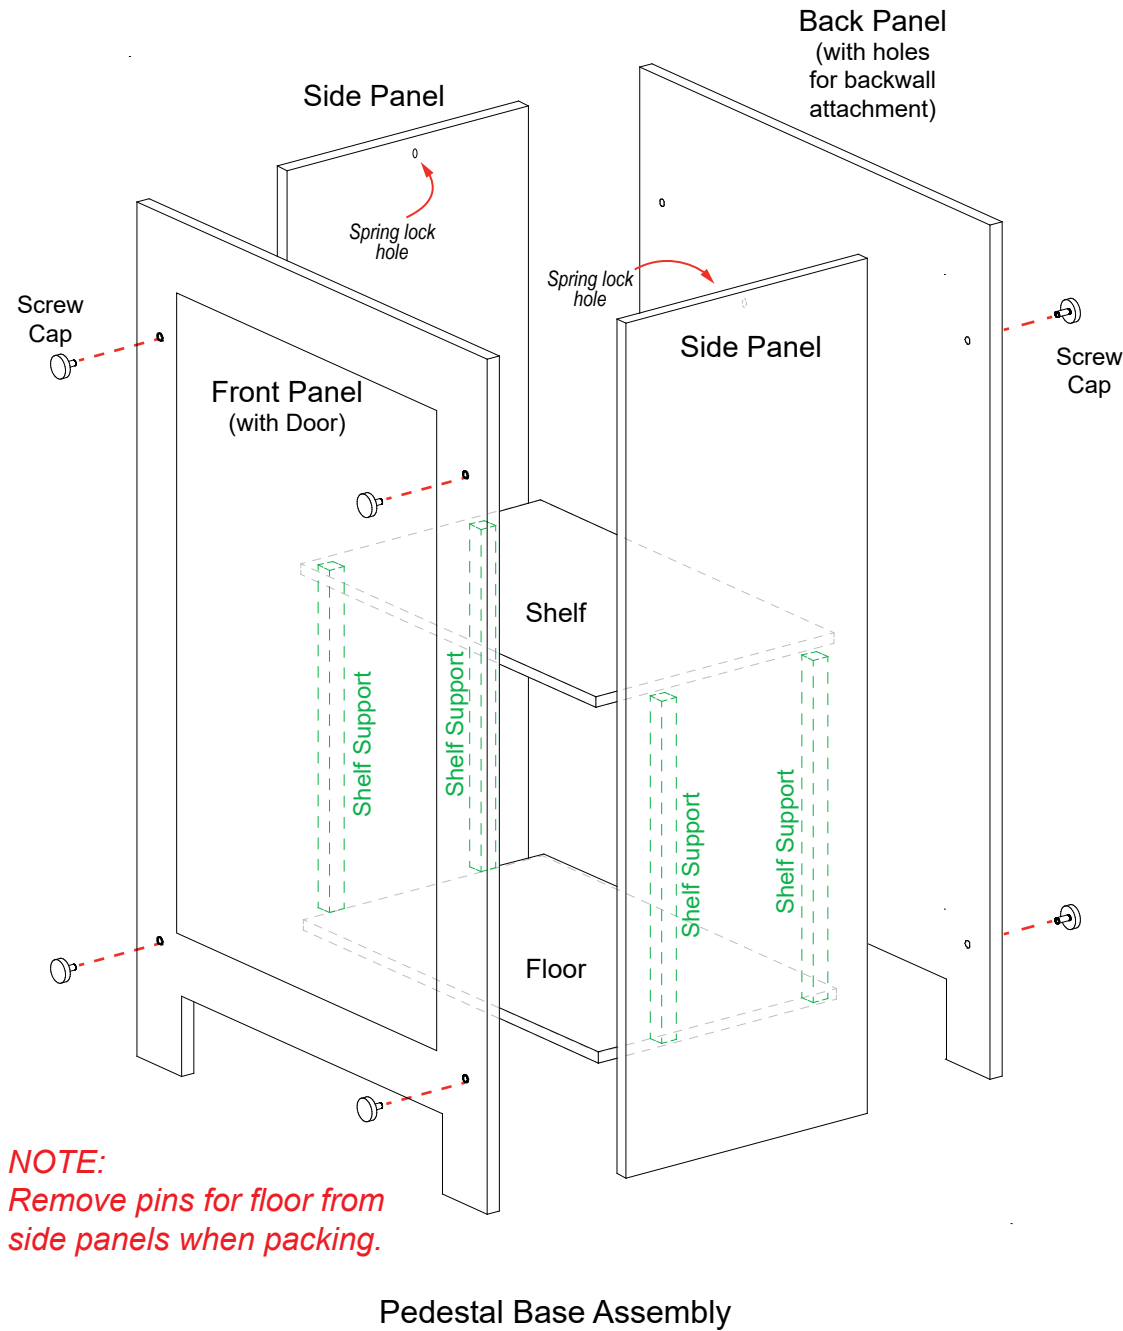 Back Panel
(with holes
for backwall
attachment)
Side Panel
Spring lock
hole
Spring lock
hole
Screw
Cap
Side Panel
Screw
Cap
Front Panel
(with Door)
Shelf
Shelf Support
Shelf Support
Shelf Support
Shelf Support
Floor
NOTE:
Remove pins for floor from
side panels when packing.
Pedestal Base Assembly